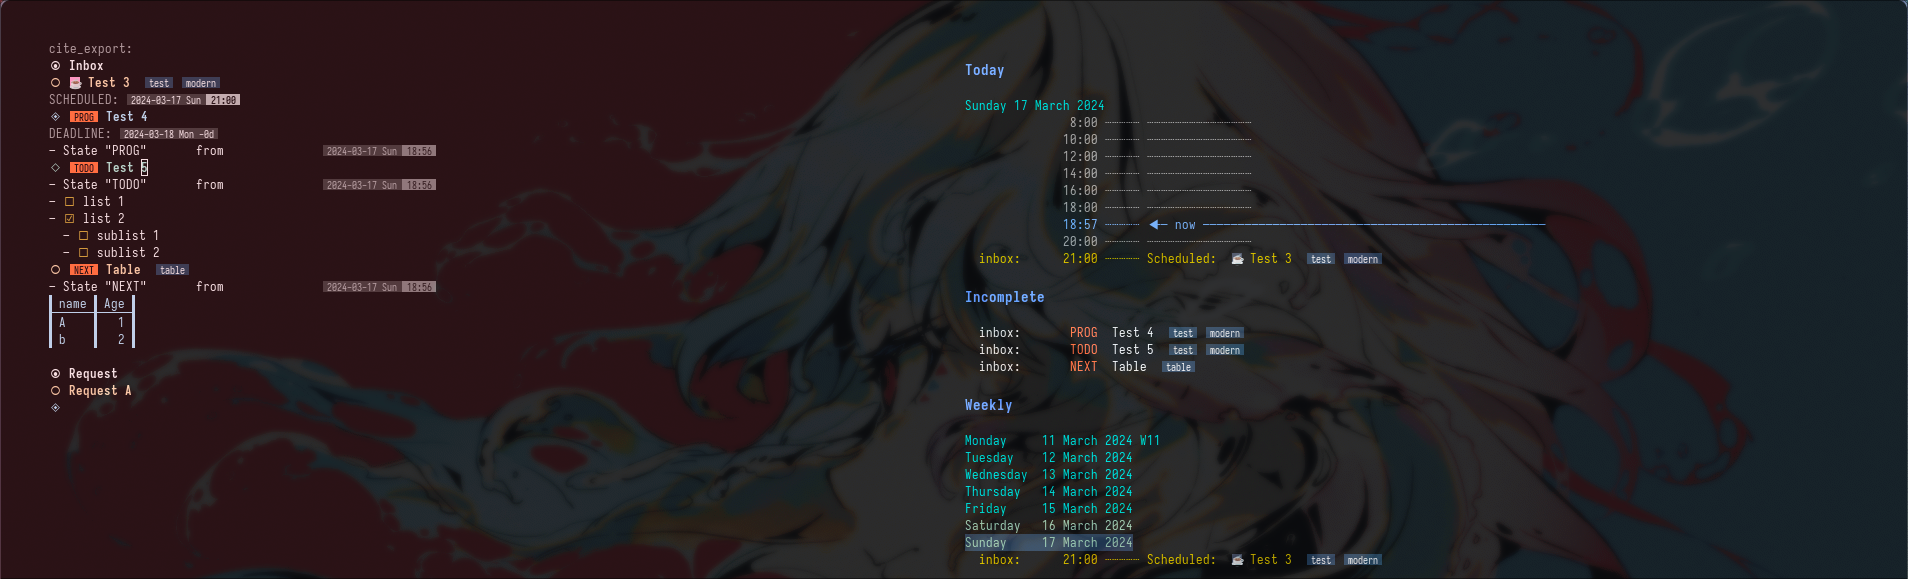 cite_export:
Inbox
Test 3 test modern
SCHEDULED: 2024-03-17 Sun 21:00
PROG Test 4
DEADLINE: 2024-03-18 Mon -0d
- State "PROG" from 2024-03-17 Sun 18:56
TODO Test 5
- State "TODO" from 2024-03-17 Sun 18:56
- ☐ list 1
- ☑ list 2
- ☐ sublist 1
- ☐ sublist 2
NEXT Table table
- State "NEXT" from 2024-03-17 Sun 18:56
name Age
A 1
b 2
Request
Request A
Today
Sunday 17 March 2024
8:00
10:00
12:00
14:00
16:00
18:00
18:57 now
20:00
inbox: 21:00 Scheduled: Test 3 test modern
Incomplete
inbox: PROG Test 4 test modern
inbox: TODO Test 5 test modern
inbox: NEXT Table table
Weekly
Monday 11 March 2024 W11
Tuesday 12 March 2024
Wednesday 13 March 2024
Thursday 14 March 2024
Friday 15 March 2024
Saturday 16 March 2024
Sunday 17 March 2024
inbox: 21:00 Scheduled: Test 3 test modern